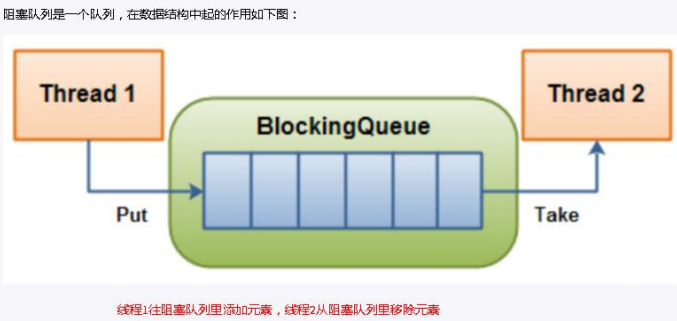 阻塞队列是一个队列，在数据结构中起的作用如下图：
Thread 1
Thread 2
BlockingQueue
Put
Take
线程1往阻塞队列里添加元素，线程2从阻塞队列里移除元素